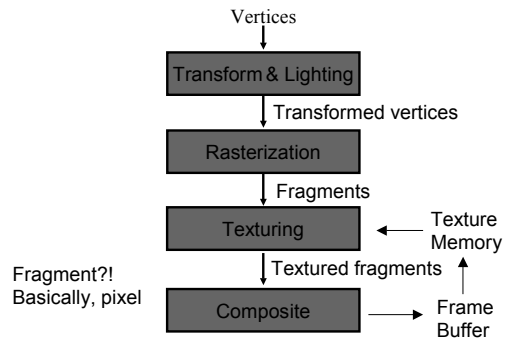 Vertices
Transform & Lighting
Transformed vertices
Rasterization
Fragments
Texturing
Texture
Memory
Textured fragments
Fragment?!
Basically, pixel
Composite
Frame
Buffer